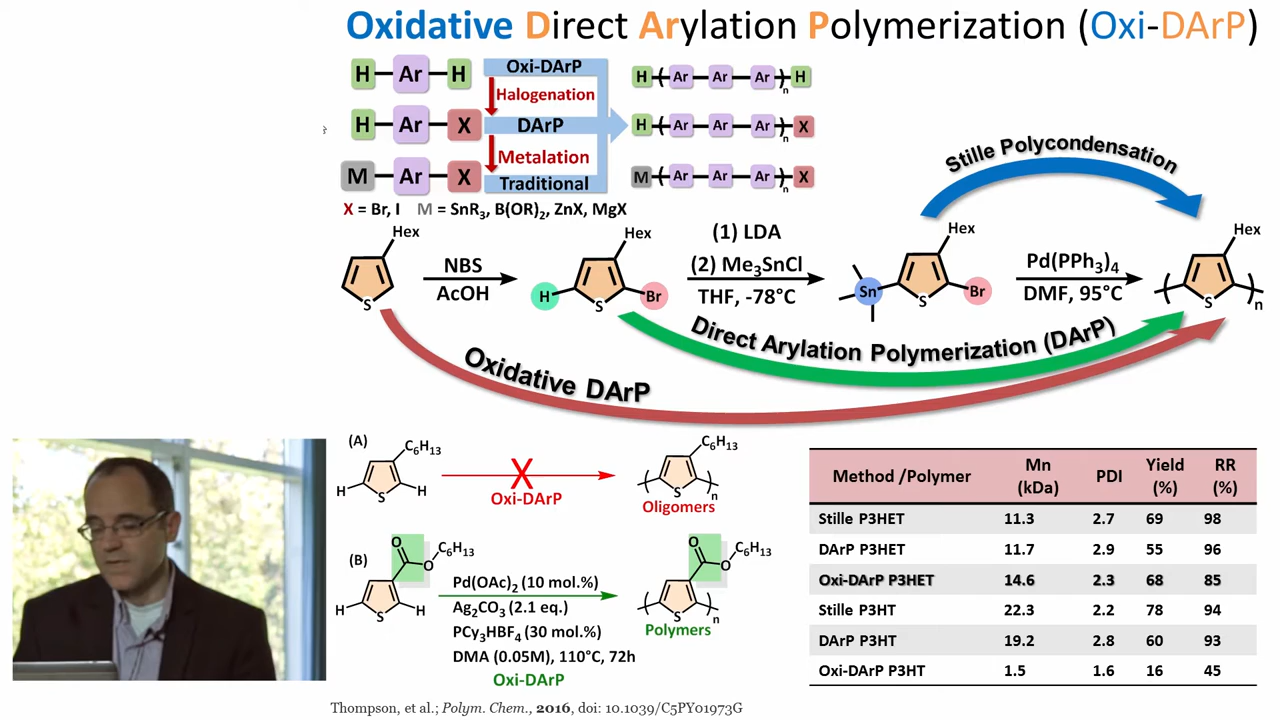 Oxidative Direct Arylation Polymerization (Oxi-DArP)
H Ar H Oxi-DArP H ( Ar Ar Ar )n H
Halogenation
H Ar X DArP H ( Ar Ar Ar )n X
Metalation
M Ar X Traditional M ( Ar Ar Ar )n X
X = Br, I M = SnR3, B(OR)2, ZnX, MgX
Stille Polycondensation
Hex Hex Hex Hex
(1) LDA
NBS (2) Me3SnCl Pd(PPh3)4
AcOH THF, -78°C DMF, 95°C
S H S Br Sn S Br S n
Direct Arylation Polymerization (DArP)
Oxidative DArP
(A) C6H13 C6H13
H S H X S n
Oxi-DArP Oligomers
(B) O O C6H13 O O C6H13
H S H S n
Pd(OAc)2 (10 mol.%)
Ag2CO3 (2.1 eq.)
PCy3HBF4 (30 mol.%) Polymers
DMA (0.05M), 110°C, 72h
Oxi-DArP
Method /Polymer Mn (kDa) PDI Yield (%) RR (%)
Stille P3HET 11.3 2.7 69 98
DArP P3HET 11.7 2.9 55 96
Oxi-DArP P3HET 14.6 2.3 68 85
Stille P3HT 22.3 2.2 78 94
DArP P3HT 19.2 2.8 60 93
Oxi-DArP P3HT 1.5 1.6 16 45
Thompson, et al.; Polym. Chem., 2016, doi: 10.1039/C5PY01973G